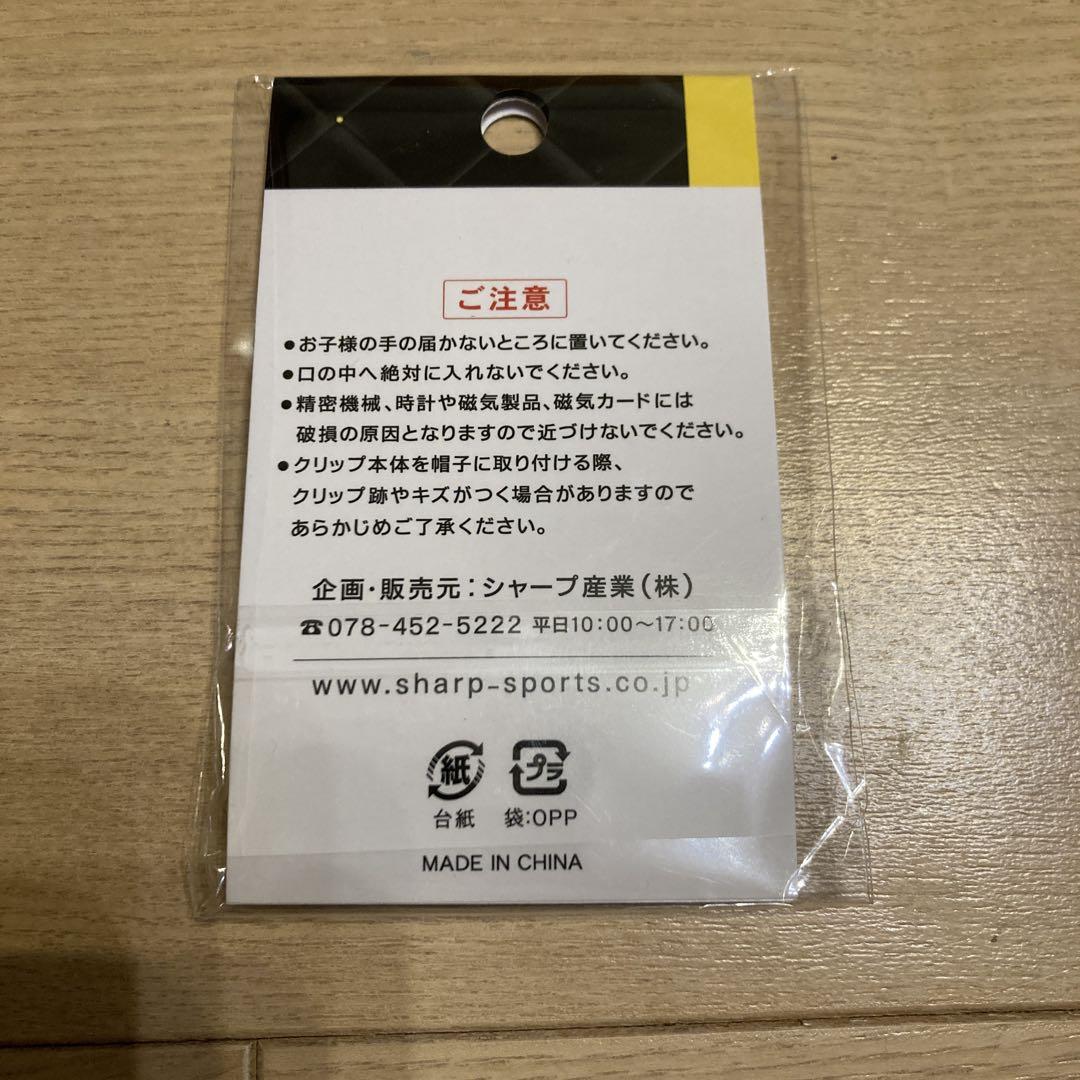 ご注意
●お子様の手の届かないところに置いてください。
●口の中へ絶対に入れないでください。
●精密機械、時計や磁気製品、磁気カードには
破損の原因となりますので近づけないでください。
●クリップ本体を帽子に取り付ける際、
クリップ跡やキズがつく場合がありますので
あらかじめご了承ください。
企画・販売元：シャープ産業(株)
☎078-452-5222 平日10：00〜17：00
www.sharp-sports.co.jp
紙 プラ
台紙 袋：OPP
MADE IN CHINA